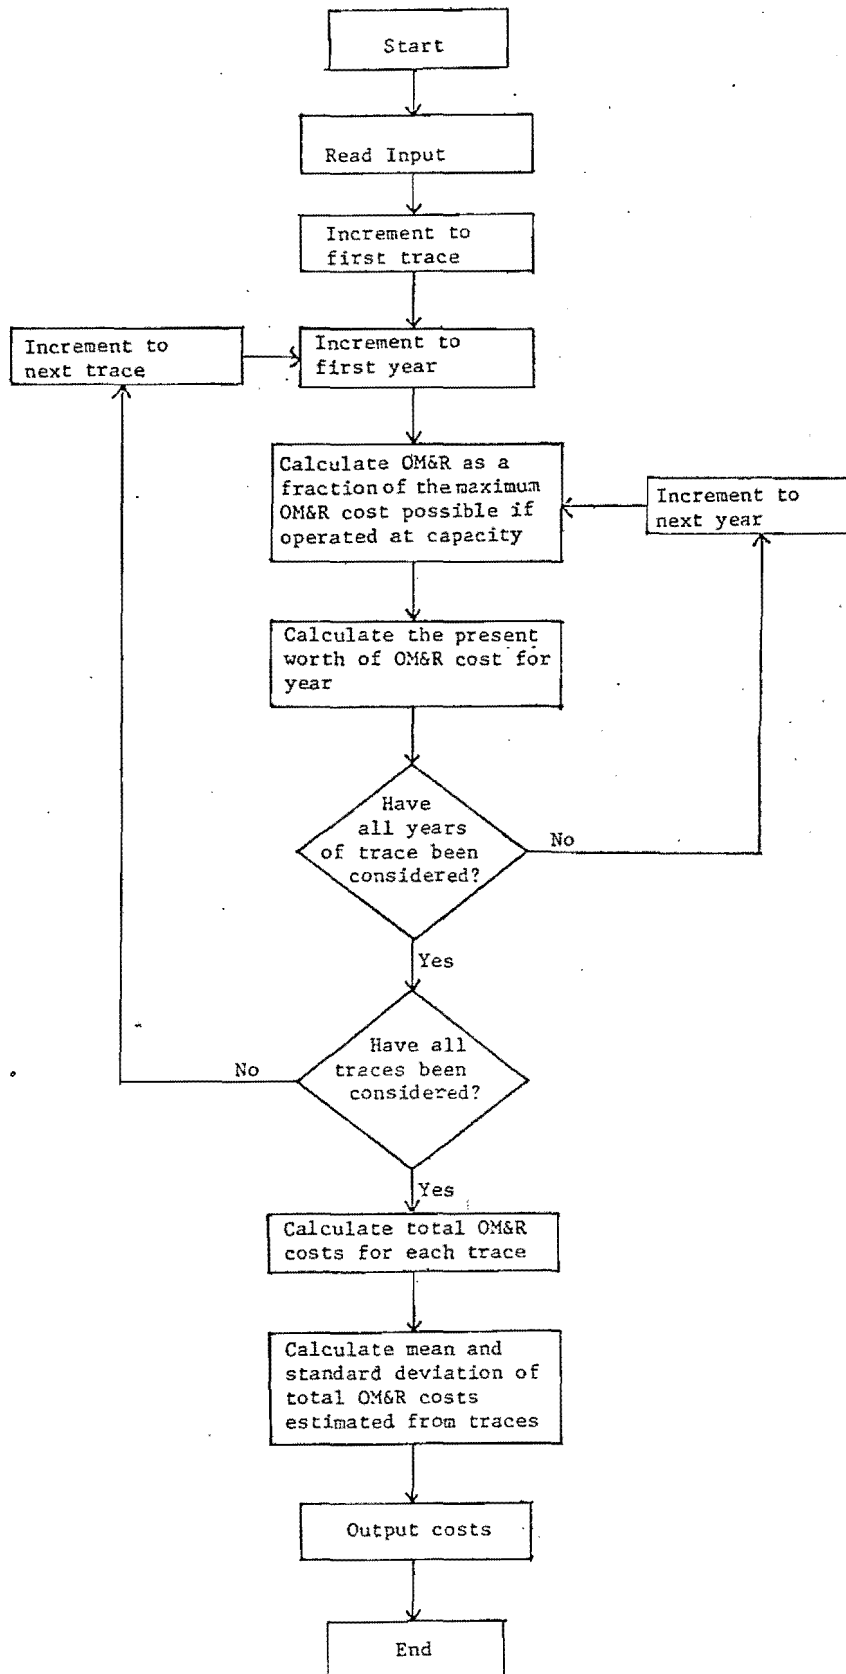 Start
Read Input
Increment to
first trace
Increment to
next trace
Increment to
first year
Calculate OM&R as a
fraction of the maximum
OM&R cost possible if
operated at capacity
Increment to
next year
Calculate the present
worth of OM&R cost for
year
Have
all years
of trace been
considered?
No
Yes
Have all
traces been
considered?
No
Yes
Calculate total OM&R
costs for each trace
Calculate mean and
standard deviation of
total OM&R costs
estimated from traces
Output costs
End